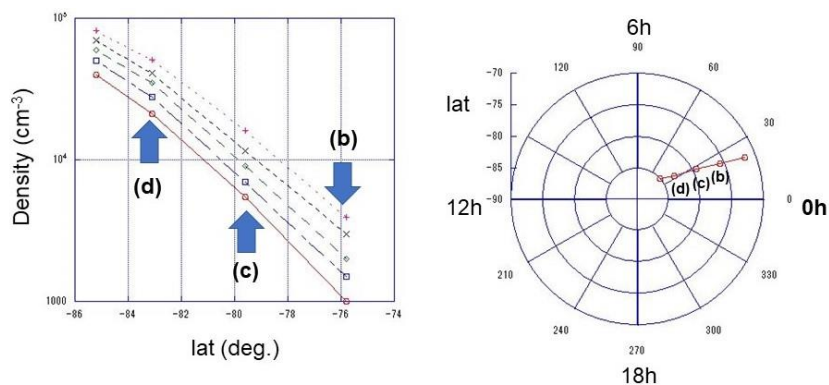 10⁵
10⁴
1000
Density (cm⁻³)
-86
-84
-82
-80
-78
-76
-74
lat (deg.)
(b)
(d)
(c)
6h
90
120
60
-70
lat
-75
-80
-85
-90
30
(d)
(c)
(b)
12h
0
0h
210
330
240
300
270
18h